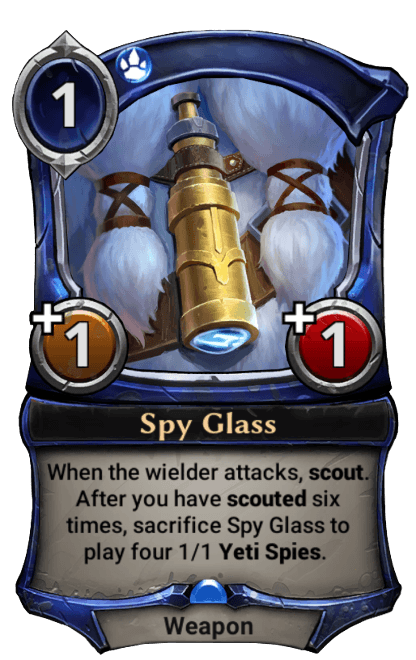 1
+1
+1
Spy Glass
When the wielder attacks, scout.
After you have scouted six
times, sacrifice Spy Glass to
play four 1/1 Yeti Spies.
Weapon